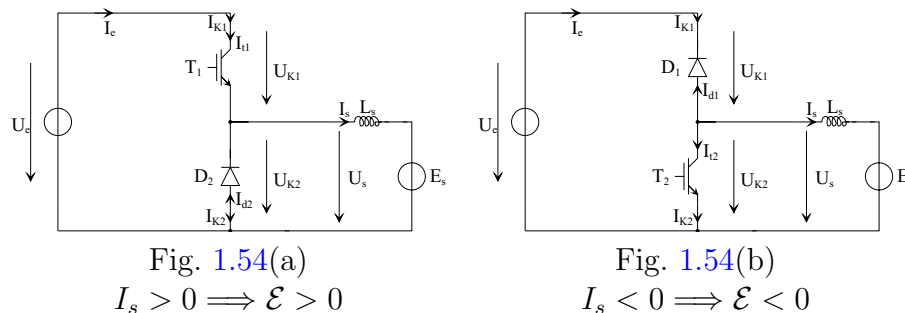 I_e I_K1 I_K1
I_t1
T_1 U_K1
U_e I_s L_s
D_2 U_K2 U_s E_s
I_d2
I_K2
Fig. 1.54(a)
I_s > 0 ⟹ ℰ > 0
I_e
D_1 U_K1
I_d1
U_e I_s L_s
I_t2
T_2 U_K2 U_s E
I_K2
Fig. 1.54(b)
I_s < 0 ⟹ ℰ < 0